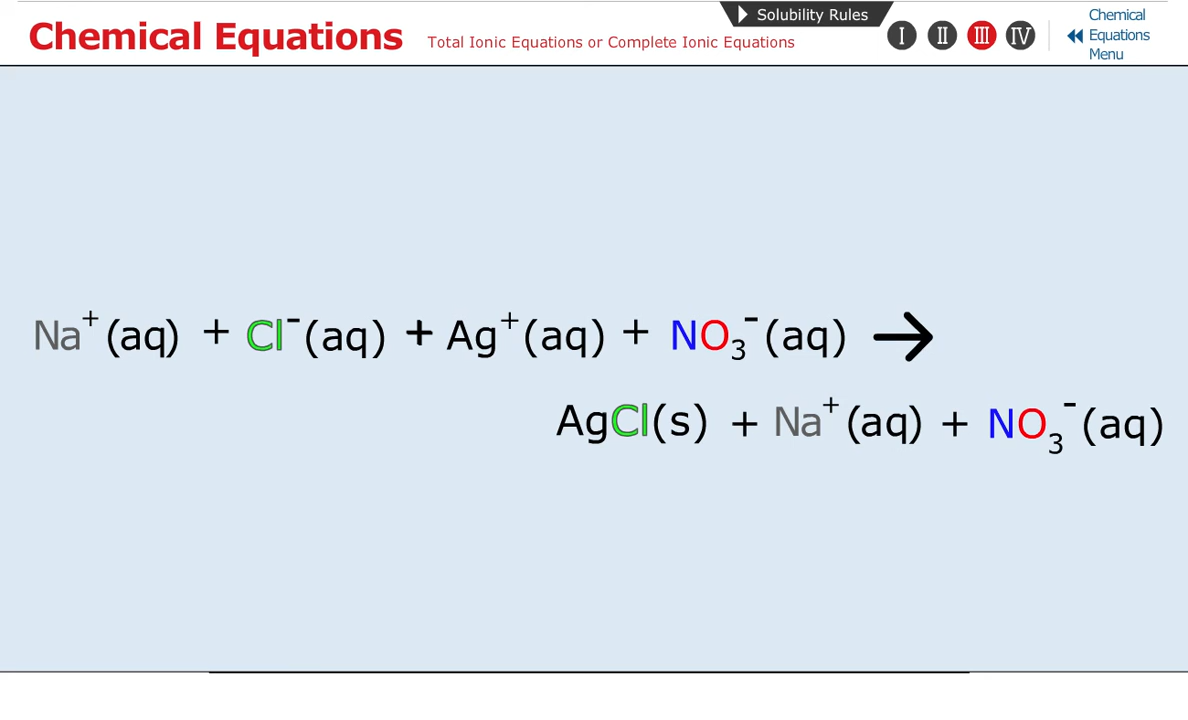 Chemical Equations
Total Ionic Equations or Complete Ionic Equations
Solubility Rules
I II III IV
Chemical
Equations
Menu
Na⁺(aq) + Cl⁻(aq) + Ag⁺(aq) + NO₃⁻(aq) →
AgCl(s) + Na⁺(aq) + NO₃⁻(aq)